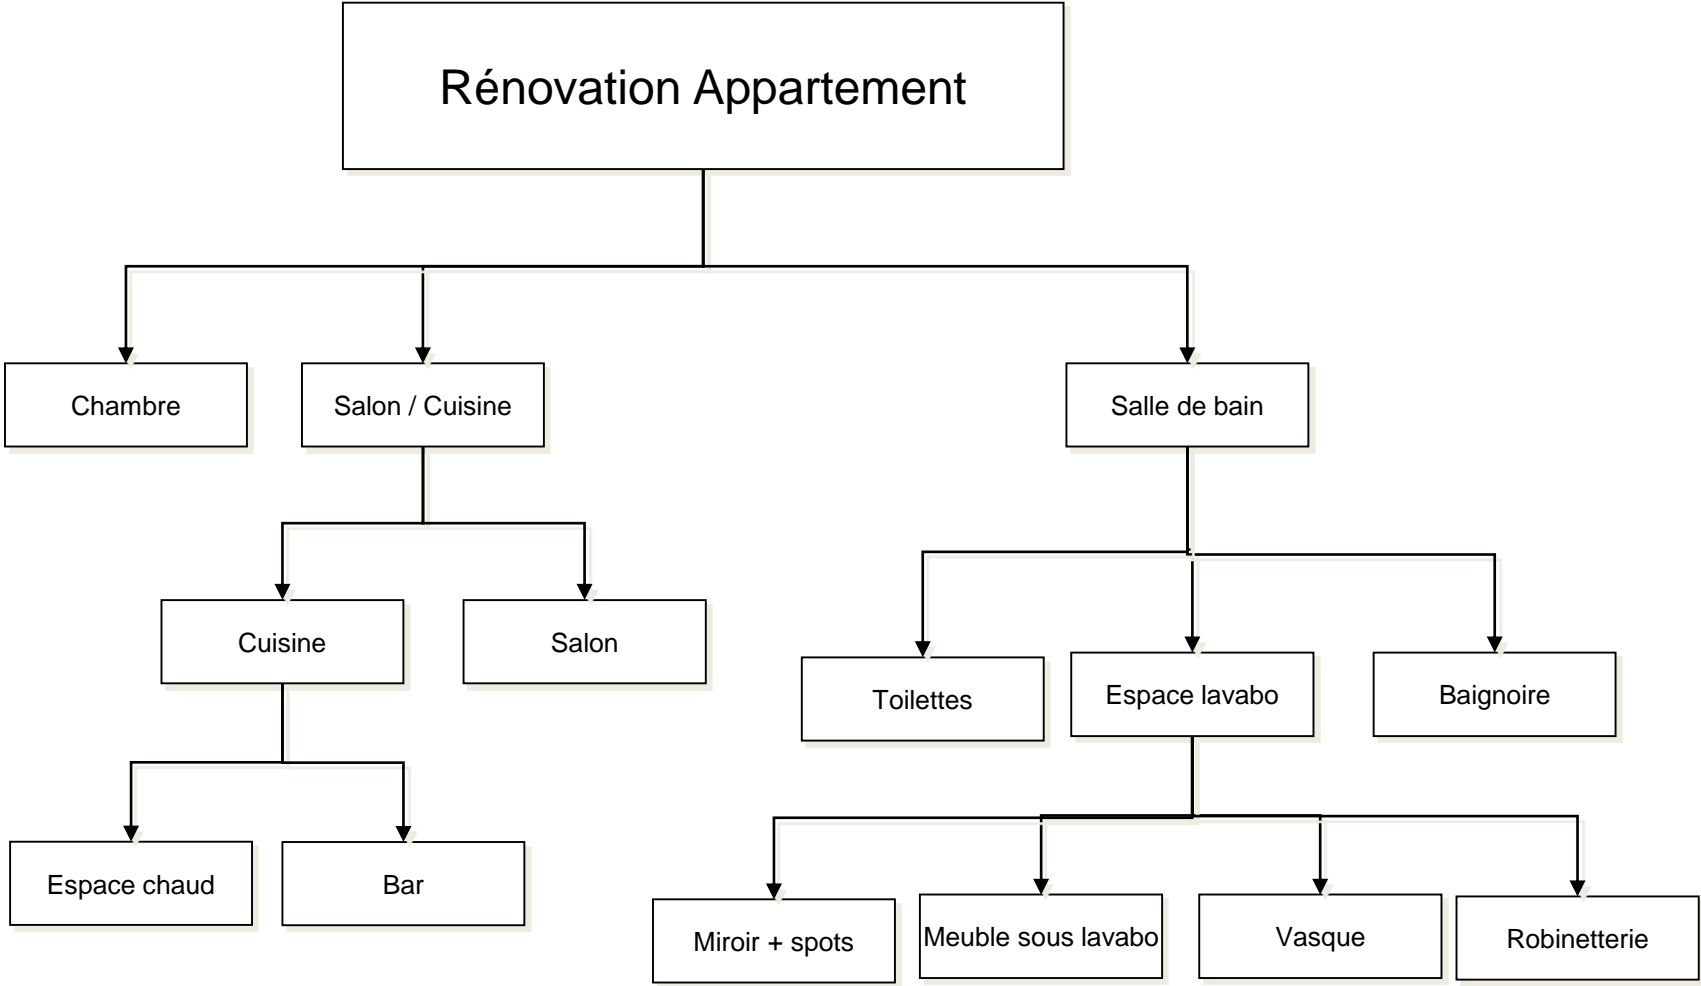 Rénovation Appartement
Chambre
Salon / Cuisine
Salle de bain
Cuisine
Salon
Toilettes
Espace lavabo
Baignoire
Espace chaud
Bar
Miroir + spots
Meuble sous lavabo
Vasque
Robinetterie